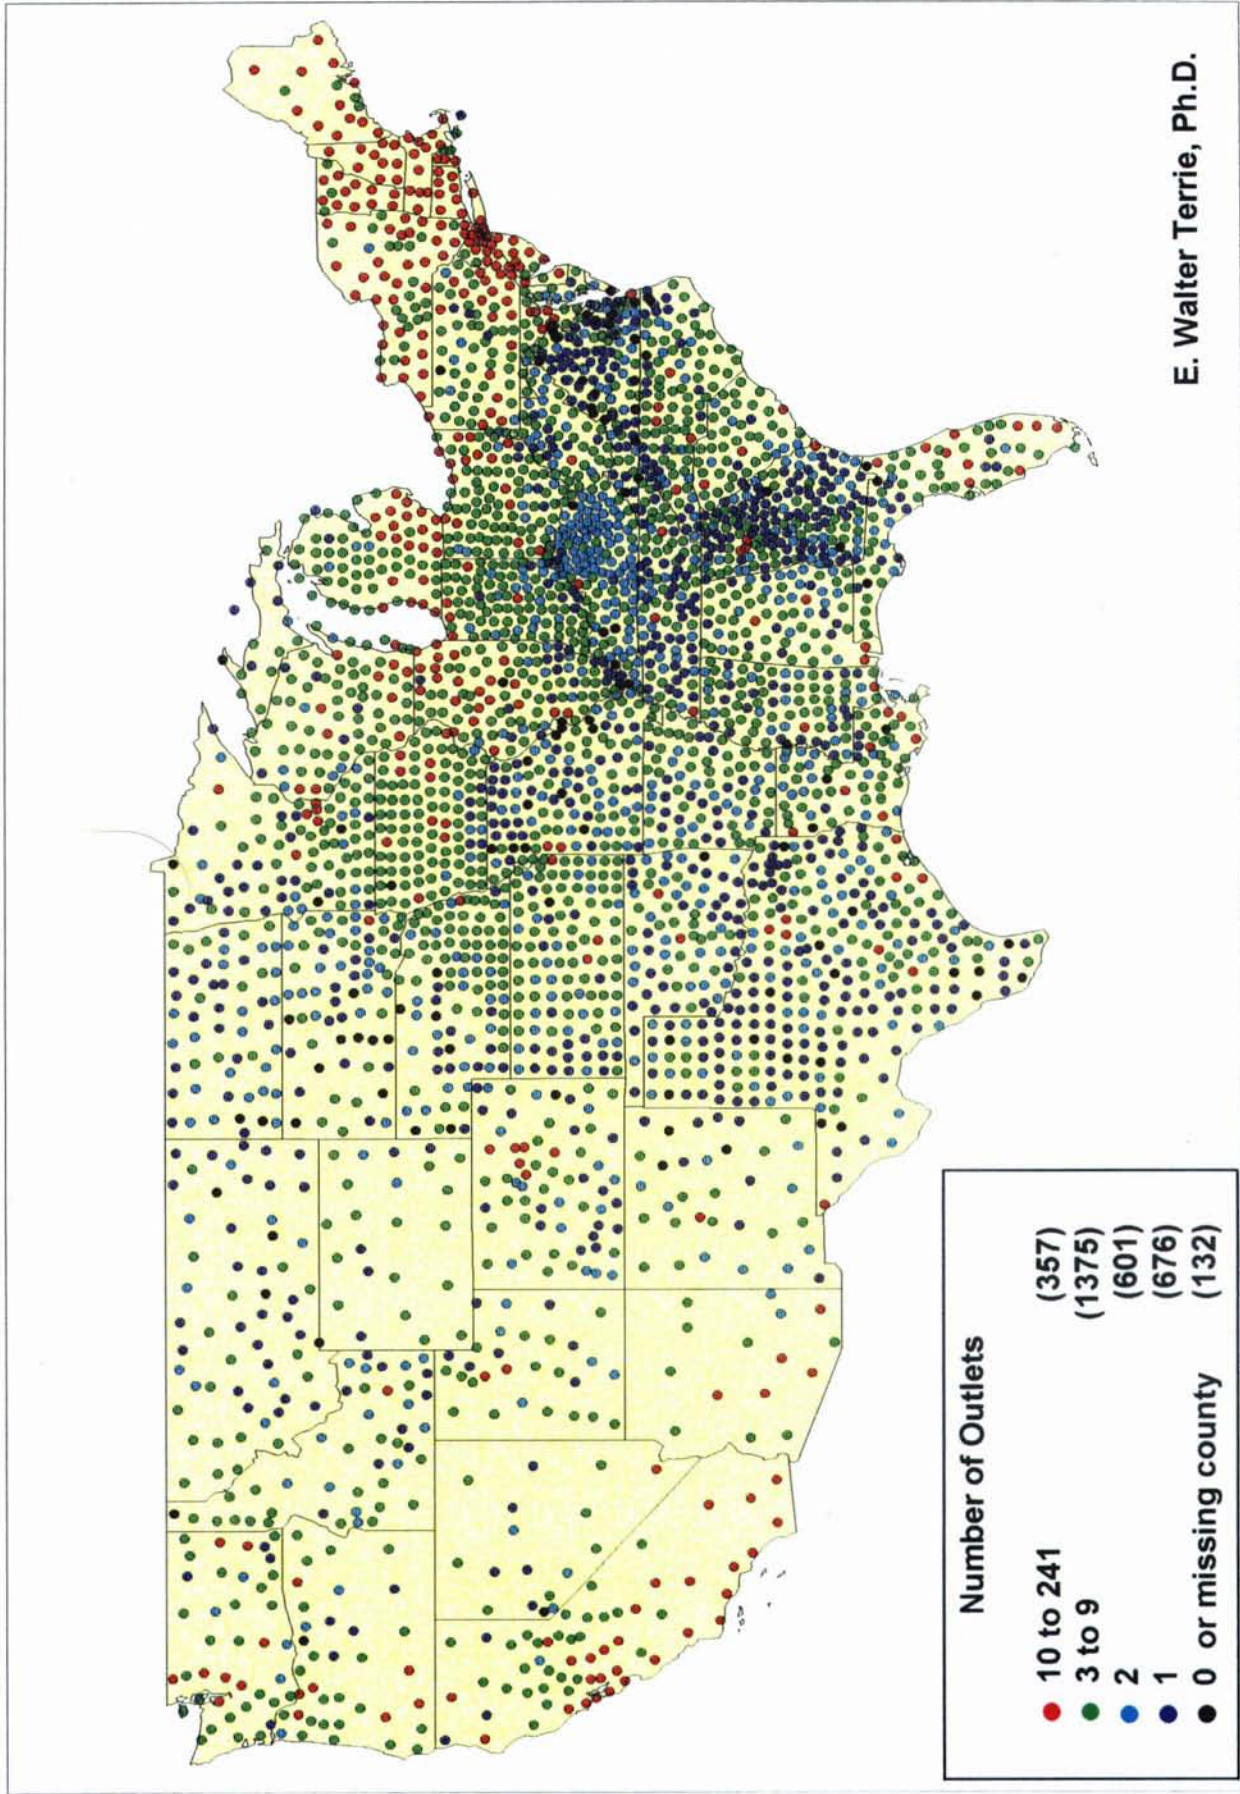 E. Walter Terrie, Ph.D.
Number of Outlets
10 to 241 (357)
3 to 9 (1375)
2 (601)
1 (676)
0 or missing county (132)